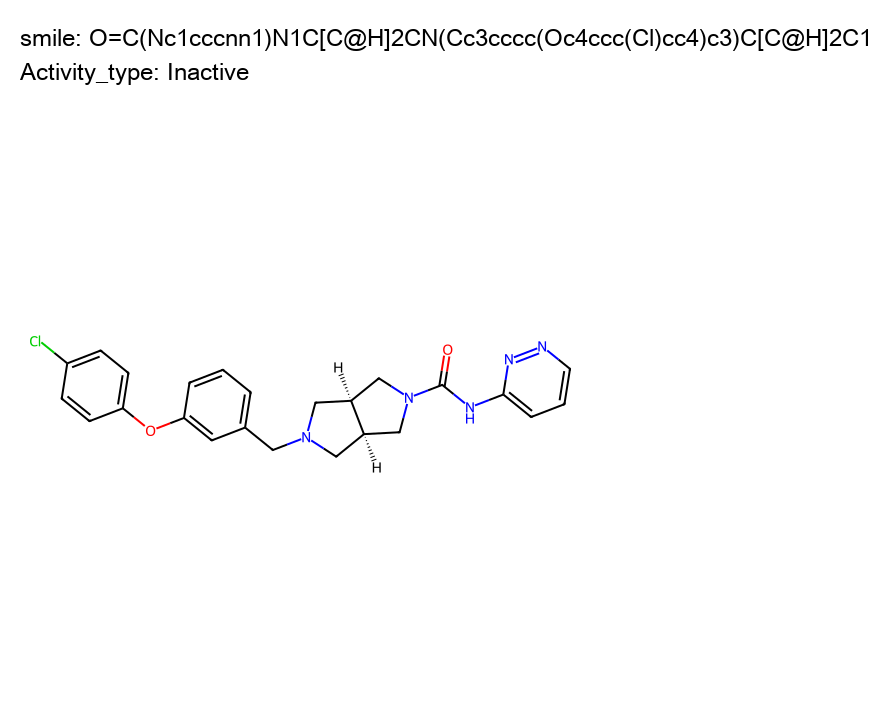 smile: O=C(Nc1cccnn1)N1C[C@H]2CN(Cc3cccc(Oc4ccc(Cl)cc4)c3)C[C@H]2C1
Activity_type: Inactive
Cl
O
N
H
H
N
O
N
H
N
N